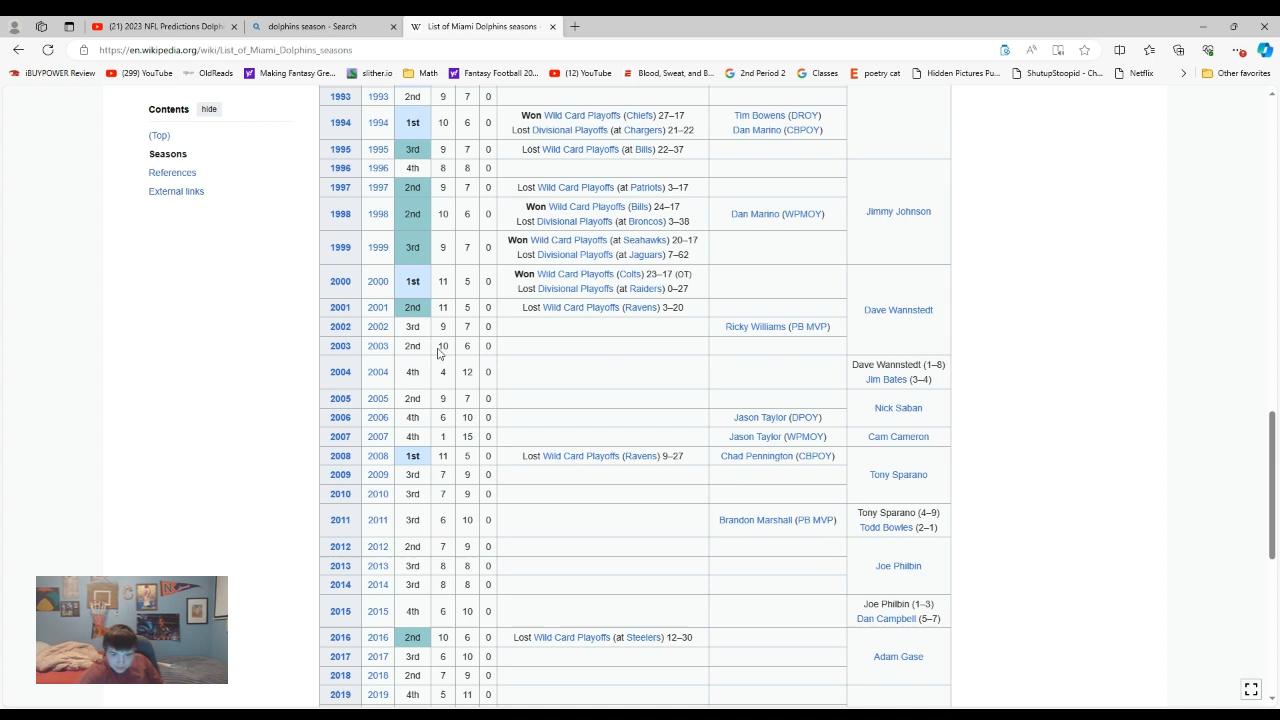 (21) 2023 NFL Predictions Dolph
dolphins season - Search
List of Miami Dolphins seasons -
https://en.wikipedia.org/wiki/List_of_Miami_Dolphins_seasons
iBUYPOWER Review
(299) YouTube
OldReads
Making Fantasy Gre...
slither.io
Math
Fantasy Football 20...
(12) YouTube
Blood, Sweat, and B...
2nd Period 2
Classes
poetry cat
Hidden Pictures Pu...
ShutupStoopid - Ch...
Netflix
Other favorites
Contents hide
(Top)
Seasons
References
External links
1993 1993 2nd 9 7 0
1994 1994 1st 10 6 0 Won Wild Card Playoffs (Chiefs) 27–17 Tim Bowens (DROY)
Lost Divisional Playoffs (at Chargers) 21–22 Dan Marino (CBPOY)
1995 1995 3rd 9 7 0 Lost Wild Card Playoffs (at Bills) 22–37
1996 1996 4th 8 8 0
1997 1997 2nd 9 7 0 Lost Wild Card Playoffs (at Patriots) 3–17
1998 1998 2nd 10 6 0 Won Wild Card Playoffs (Bills) 24–17 Dan Marino (WPMOY) Jimmy Johnson
Lost Divisional Playoffs (at Broncos) 3–38
1999 1999 3rd 9 7 0 Won Wild Card Playoffs (at Seahawks) 20–17
Lost Divisional Playoffs (at Jaguars) 7–62
2000 2000 1st 11 5 0 Won Wild Card Playoffs (Colts) 23–17 (OT)
Lost Divisional Playoffs (at Raiders) 0–27
2001 2001 2nd 11 5 0 Lost Wild Card Playoffs (Ravens) 3–20 Dave Wannstedt
2002 2002 3rd 9 7 0 Ricky Williams (PB MVP)
2003 2003 2nd 10 6 0
2004 2004 4th 4 12 0 Dave Wannstedt (1–8)
Jim Bates (3–4)
2005 2005 2nd 9 7 0 Nick Saban
2006 2006 4th 6 10 0 Jason Taylor (DPOY)
2007 2007 4th 1 15 0 Jason Taylor (WPMOY) Cam Cameron
2008 2008 1st 11 5 0 Lost Wild Card Playoffs (Ravens) 9–27 Chad Pennington (CBPOY)
2009 2009 3rd 7 9 0 Tony Sparano
2010 2010 3rd 7 9 0
2011 2011 3rd 6 10 0 Brandon Marshall (PB MVP) Tony Sparano (4–9)
Todd Bowles (2–1)
2012 2012 2nd 7 9 0
2013 2013 3rd 8 8 0 Joe Philbin
2014 2014 3rd 8 8 0
2015 2015 4th 6 10 0 Joe Philbin (1–3)
Dan Campbell (5–7)
2016 2016 2nd 10 6 0 Lost Wild Card Playoffs (at Steelers) 12–30
2017 2017 3rd 6 10 0 Adam Gase
2018 2018 2nd 7 9 0
2019 2019 4th 5 11 0